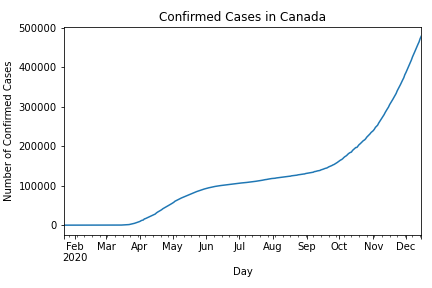 Confirmed Cases in Canada
500000
400000
300000
200000
100000
0
Number of Confirmed Cases
Feb Mar Apr May Jun Jul Aug Sep Oct Nov Dec
2020
Day